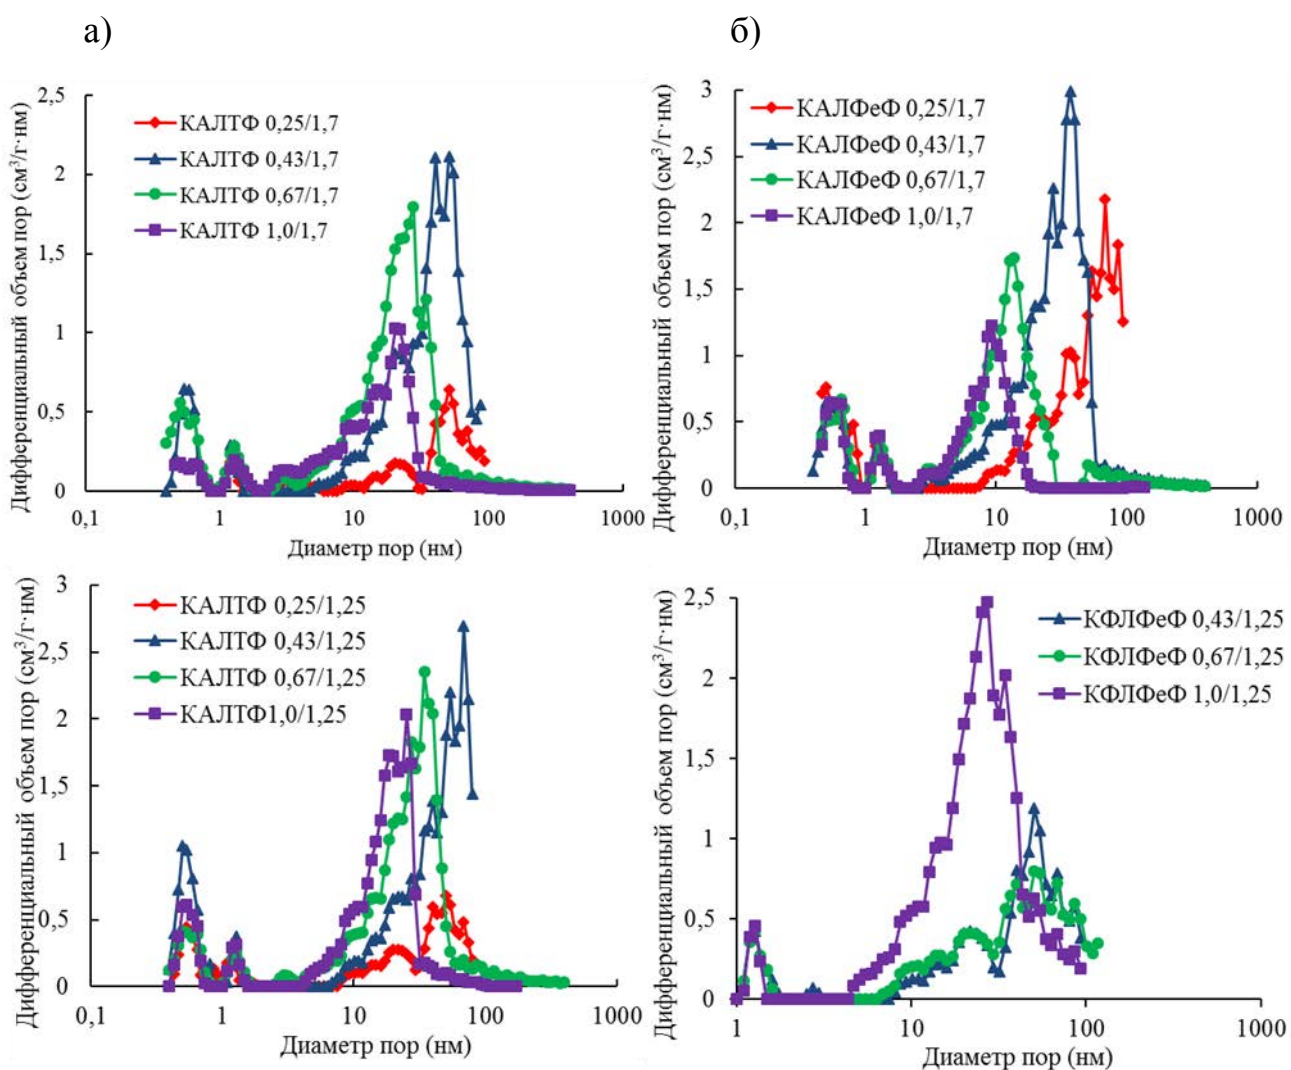 а)
б)
Дифференциальный объем пор (см³/г·нм)
2,5
2
1,5
1
0,5
0
0,1
1
10
100
1000
Диаметр пор (нм)
КАЛТФ 0,25/1,7
КАЛТФ 0,43/1,7
КАЛТФ 0,67/1,7
КАЛТФ 1,0/1,7
Дифференциальный объем пор (см³/г·нм)
3
2,5
2
1,5
1
0,5
0
0,1
1
10
100
1000
Диаметр пор (нм)
КАЛФеФ 0,25/1,7
КАЛФеФ 0,43/1,7
КАЛФеФ 0,67/1,7
КАЛФеФ 1,0/1,7
Дифференциальный объем пор (см³/г·нм)
3
2,5
2
1,5
1
0,5
0
0,1
1
10
100
1000
Диаметр пор (нм)
КАЛТФ 0,25/1,25
КАЛТФ 0,43/1,25
КАЛТФ 0,67/1,25
КАЛТФ1,0/1,25
Дифференциальный объем пор (см³/г·нм)
2,5
2
1,5
1
0,5
0
1
10
100
1000
Диаметр пор (нм)
КФЛФеФ 0,43/1,25
КФЛФеФ 0,67/1,25
КФЛФеФ 1,0/1,25